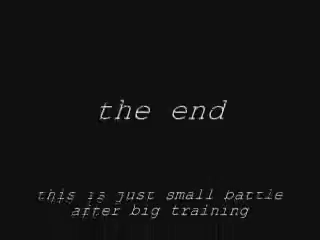 the end
this is just small battle
after big training